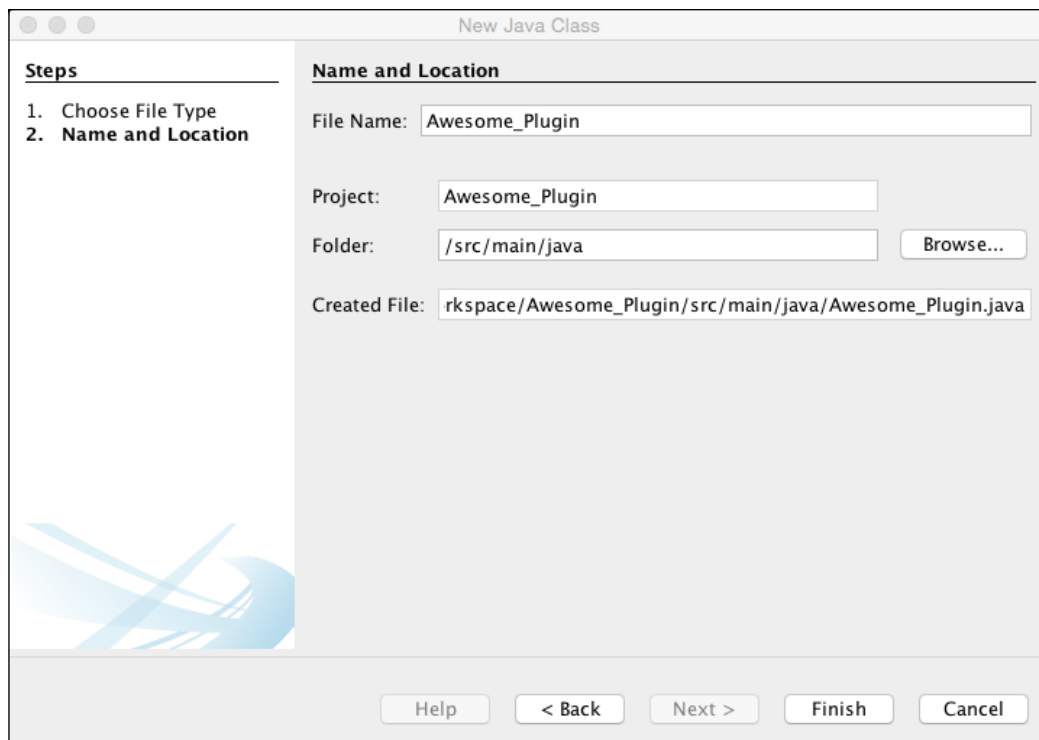 New Java Class
Steps
1. Choose File Type
2. Name and Location
Name and Location
File Name: Awesome_Plugin
Project: Awesome_Plugin
Folder: /src/main/java Browse...
Created File: rkspace/Awesome_Plugin/src/main/java/Awesome_Plugin.java
Help < Back Next > Finish Cancel